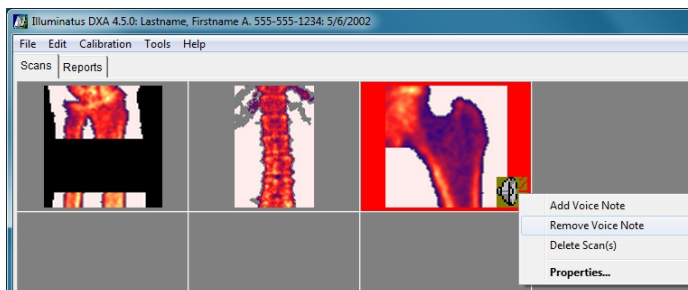 Illuminatus DXA 4.5.0: Lastname, Firstname A. 555-555-1234: 5/6/2002
File Edit Calibration Tools Help
Scans Reports
Add Voice Note
Remove Voice Note
Delete Scan(s)
Properties...